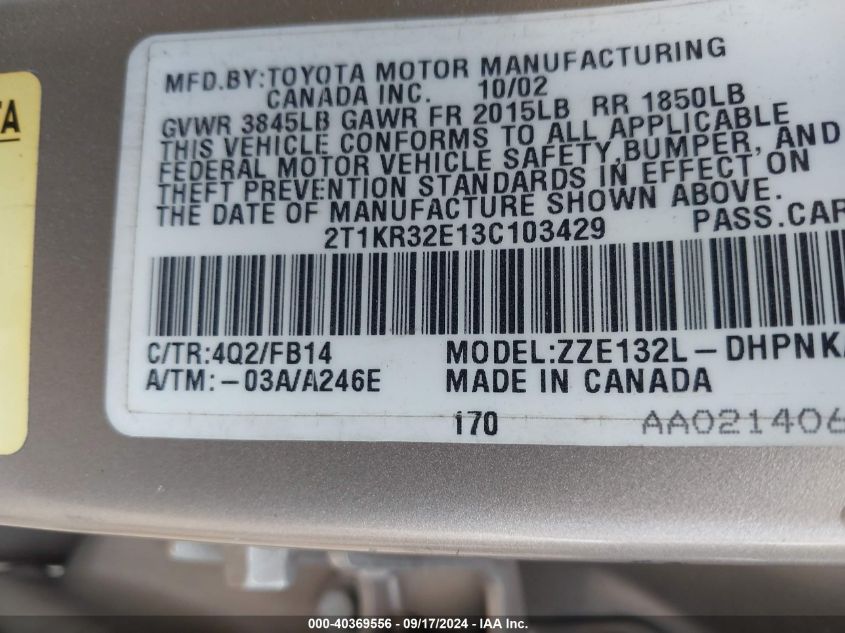 MFD.BY:TOYOTA MOTOR MANUFACTURING
CANADA INC. 10/02
GVWR 3845LB GAWR FR 2015LB RR 1850LB
THIS VEHICLE CONFORMS TO ALL APPLICABLE
FEDERAL MOTOR VEHICLE SAFETY,BUMPER, AND
THEFT PREVENTION STANDARDS IN EFFECT ON
THE DATE OF MANUFACTURE SHOWN ABOVE.
2T1KR32E13C103429 PASS.CAR
C/TR:4Q2/FB14 MODEL:ZZE132L-DHPNKA
A/TM:-03A/A246E MADE IN CANADA
170 AA021406
TA
000-40369556 - 09/17/2024 - IAA Inc.